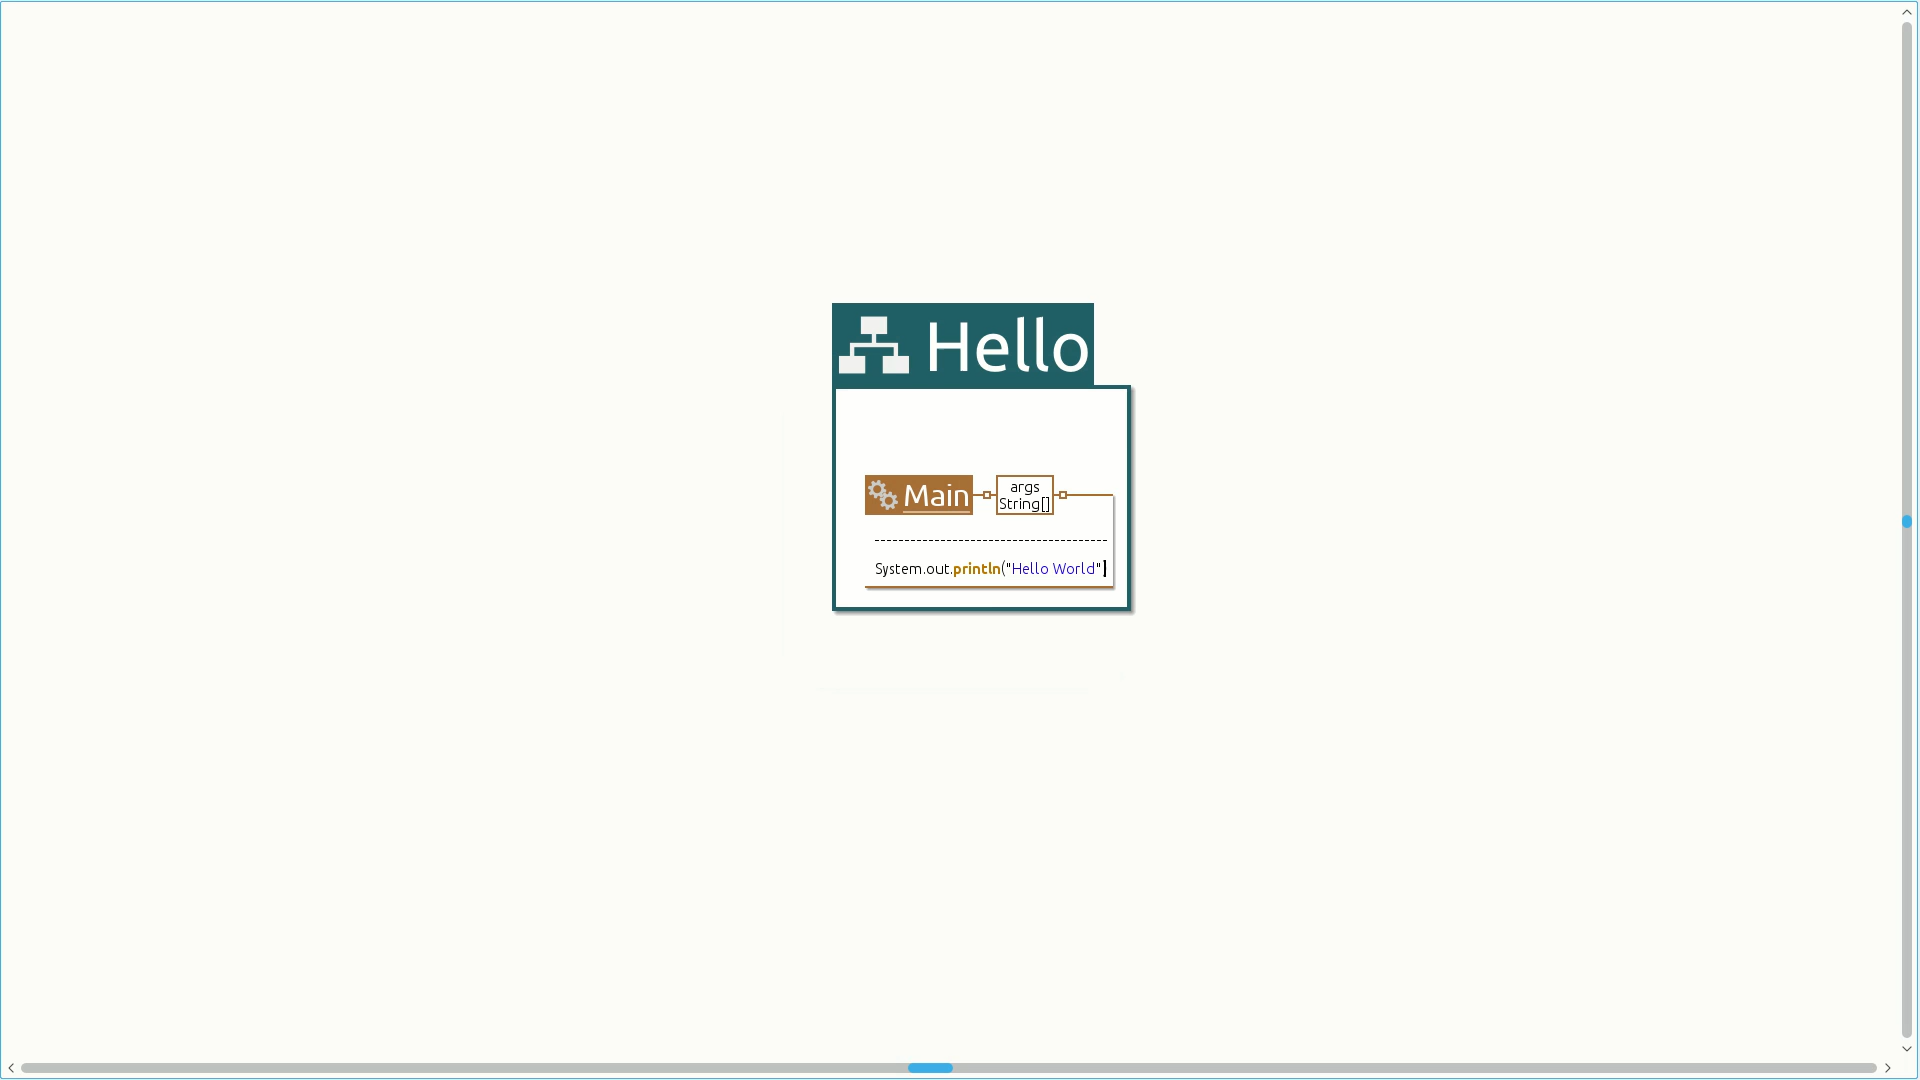 Hello
Main
args
String[]
System.out.println("Hello World")